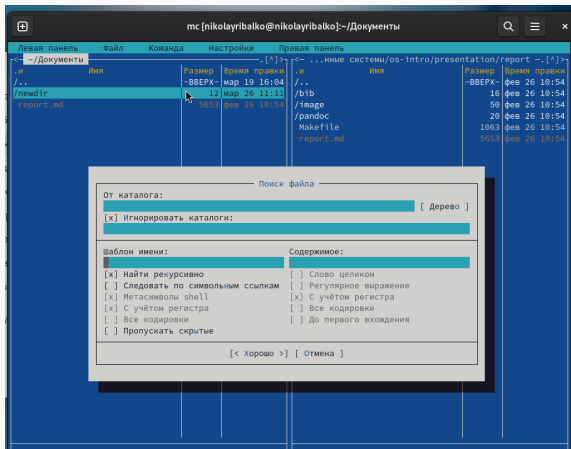 mc [nikolayribalko@nikolayribalko]:~/Документы
Левая панель Файл Команда Настройки Правая панель
<— ~/Документы .[^]>
.и Имя Размер Время правки
/.. -ВВЕРХ- мар 19 16:04
/newdir 12 мар 26 11:11
report.md 5653 фев 26 10:54
<— ...нные системы/os-intro/presentation/report —.[^]>
.и Имя Размер Время правки
/.. -ВВЕРХ- фев 26 10:54
/bib 16 фев 26 10:54
/image 50 фев 26 10:54
/pandoc 20 фев 26 10:54
Makefile 1063 фев 26 10:54
report.md 5653 фев 26 10:54
Поиск файла
От каталога:
[ Дерево ]
[x] Игнорировать каталоги:
Шаблон имени:
[x] Найти рекурсивно
[ ] Следовать по символьным ссылкам
[x] Метасимволы shell
[x] С учётом регистра
[ ] Все кодировки
[ ] Пропускать скрытые
Содержимое:
[ ] Слово целиком
[ ] Регулярное выражение
[x] С учётом регистра
[ ] Все кодировки
[ ] До первого вхождения
[< Хорошо >] [ Отмена ]